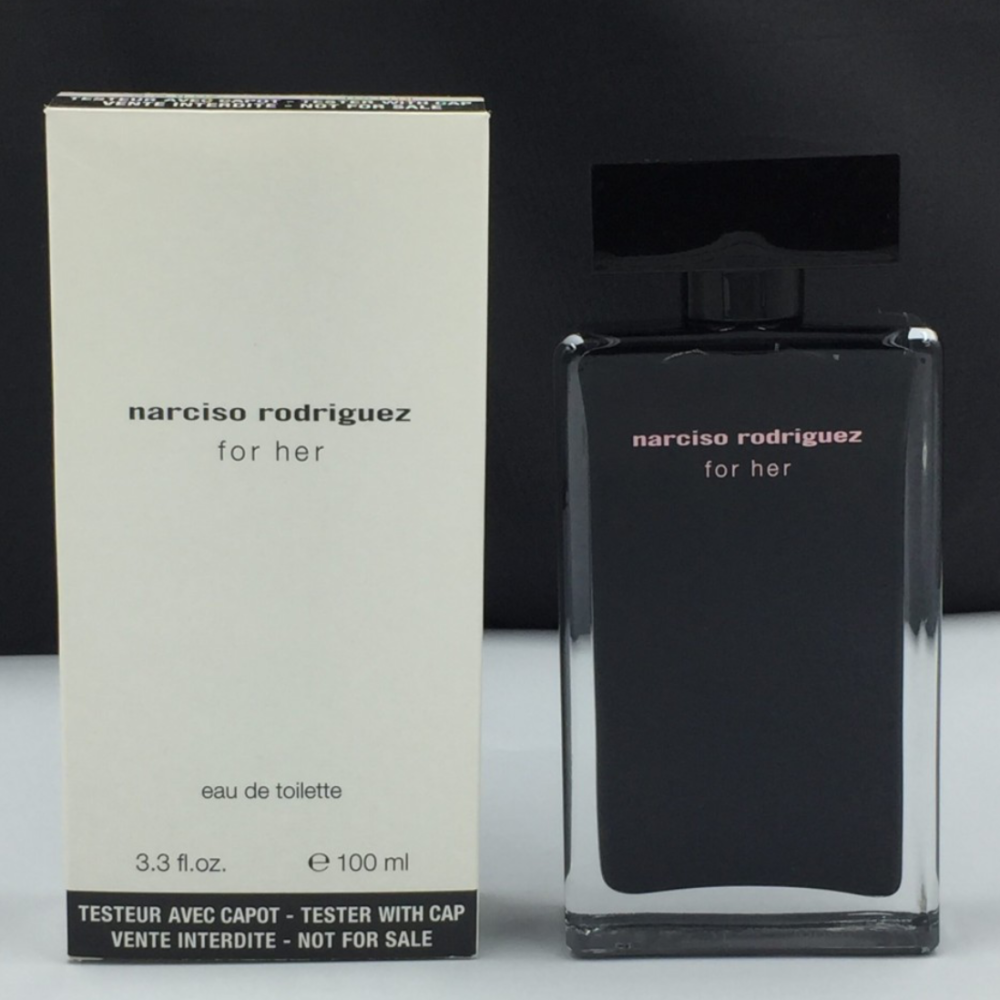 TESTEUR AVEC CAPOT - TESTER WITH CAP
VENTE INTERDITE - NOT FOR SALE
narciso rodriguez
for her
eau de toilette
3.3 fl.oz. ℮ 100 ml
TESTEUR AVEC CAPOT - TESTER WITH CAP
VENTE INTERDITE - NOT FOR SALE
narciso rodriguez
for her